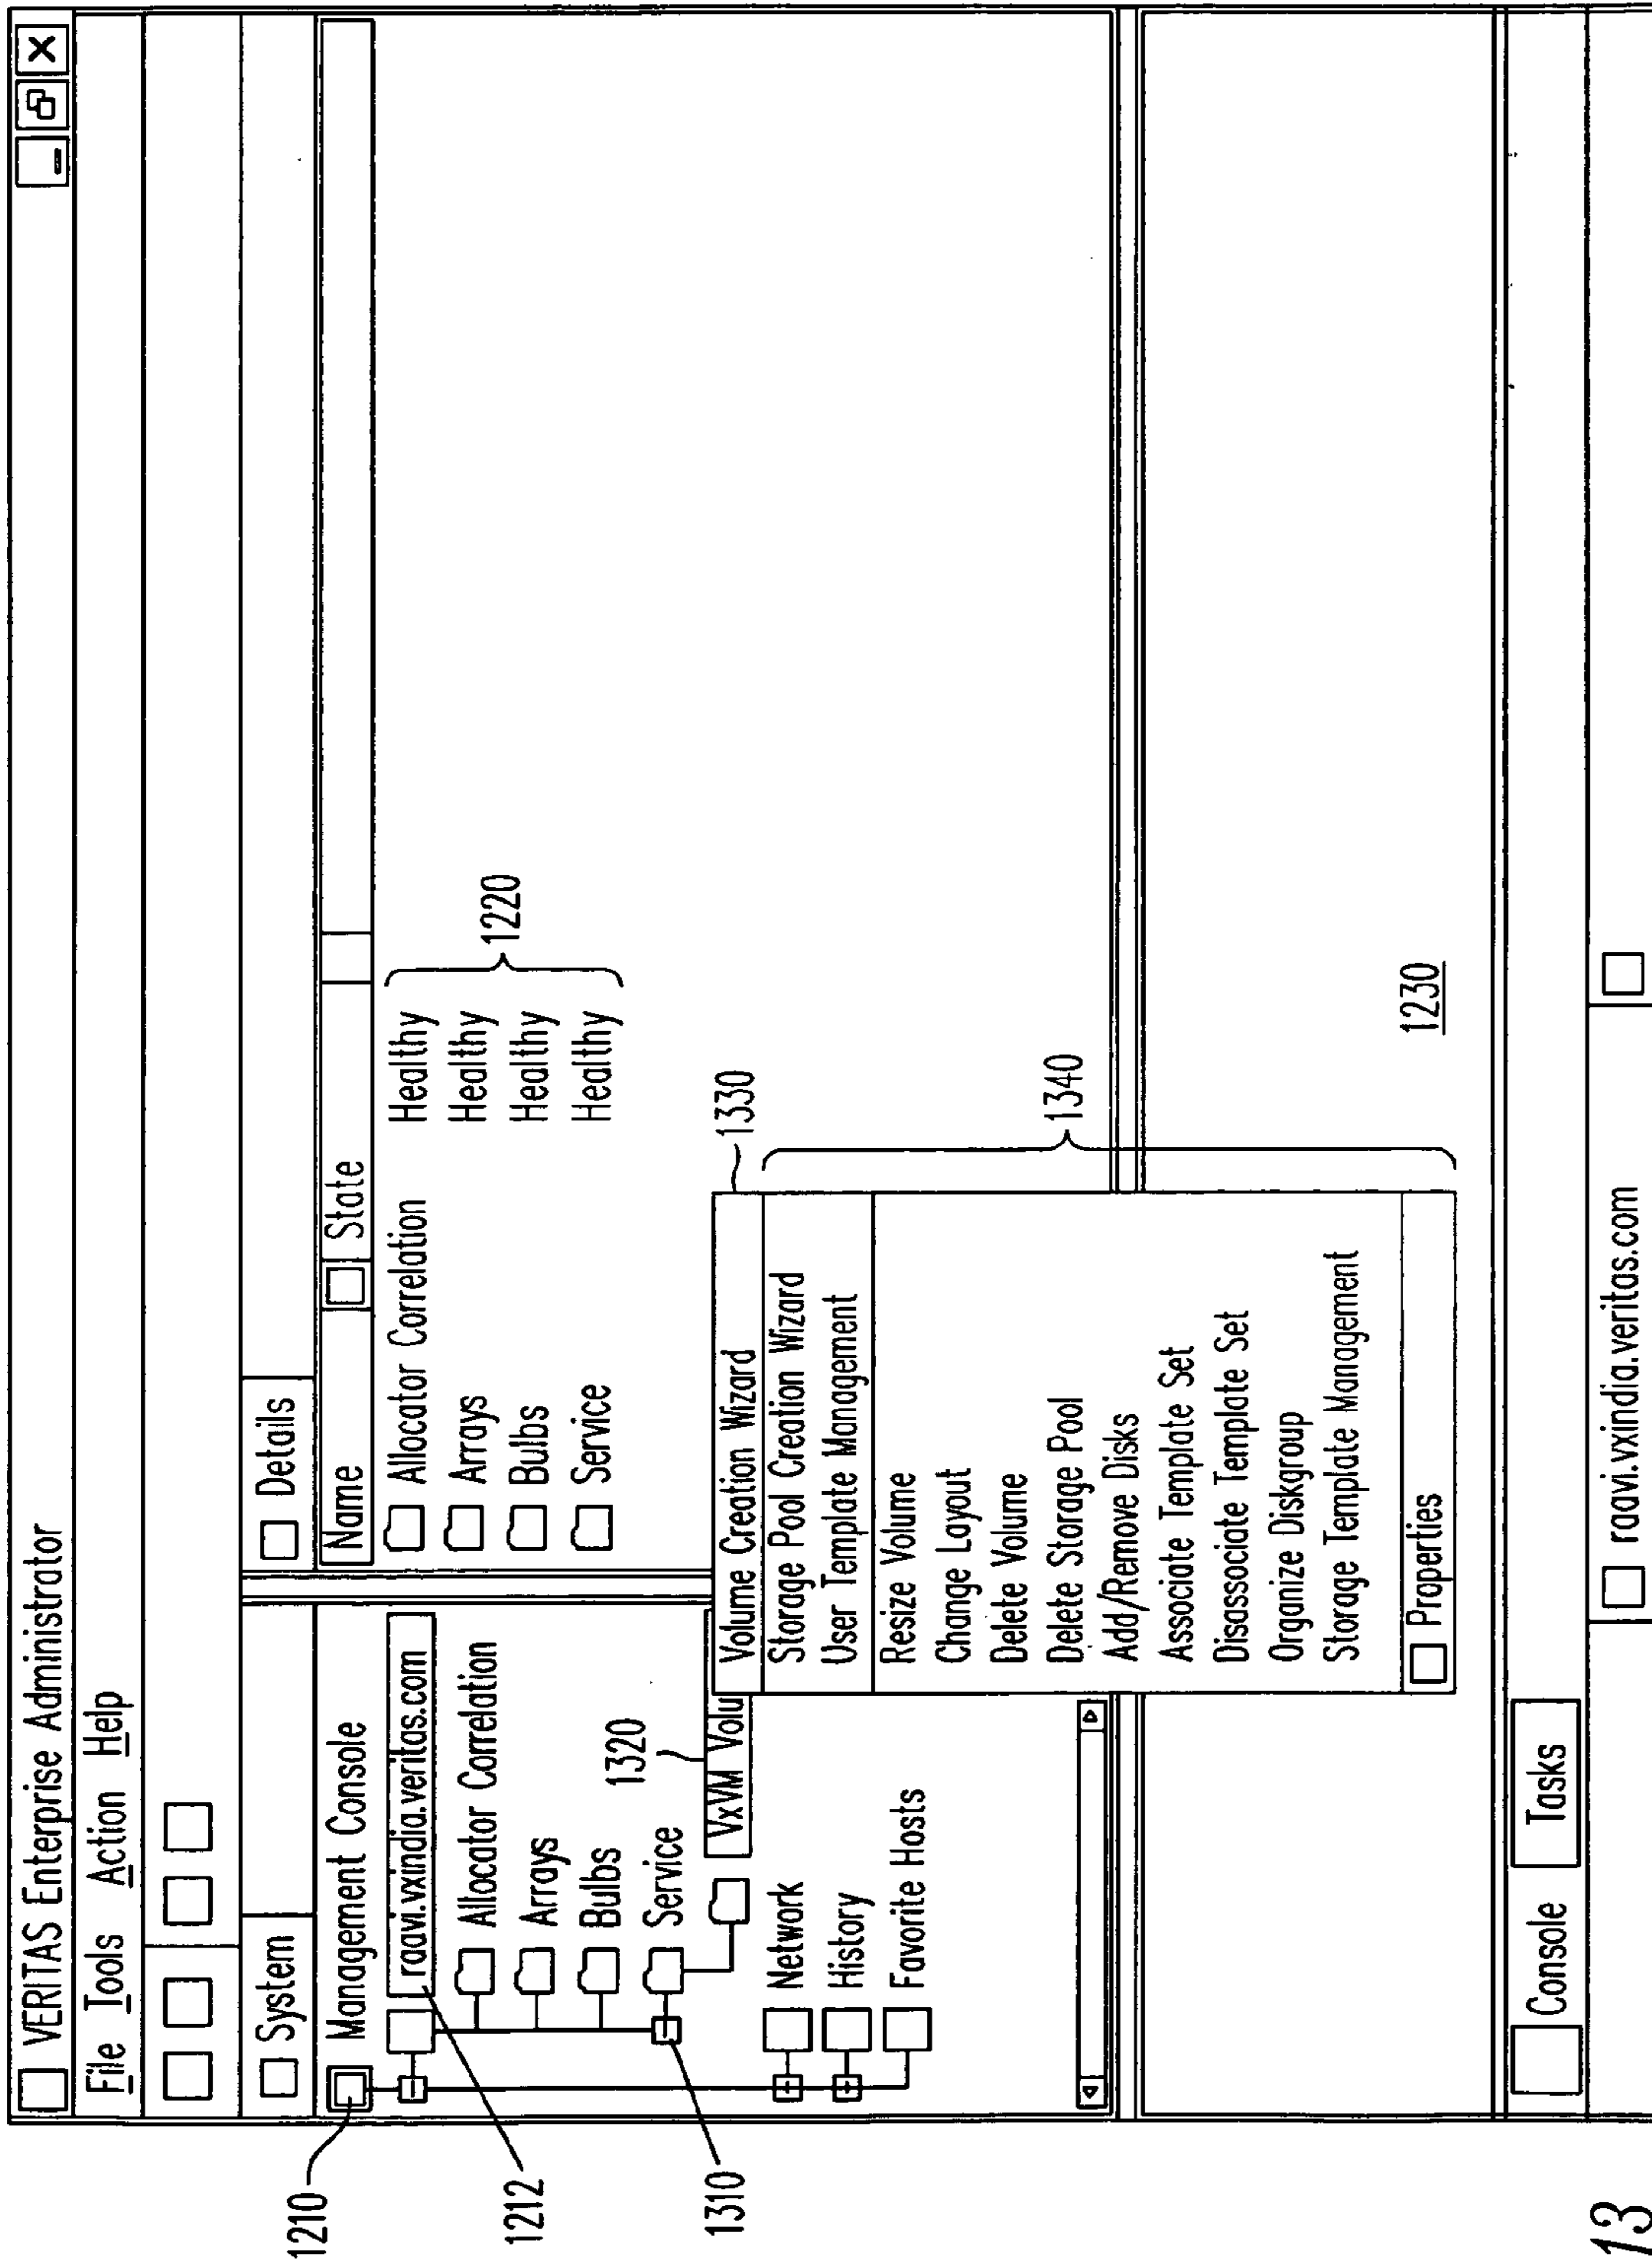 VERITAS Enterprise Administrator
File Tools Action Help
System
Details
Management Console
Name
State
raavi.vxindia.veritas.com
Allocator Correlation
Arrays
Bulbs
Service
VxVM Volu
Network
History
Favorite Hosts
Allocator Correlation Healthy
Arrays Healthy
Bulbs Healthy
Service Healthy
Volume Creation Wizard
Storage Pool Creation Wizard
User Template Management
Resize Volume
Change Layout
Delete Volume
Delete Storage Pool
Add/Remove Disks
Associate Template Set
Disassociate Template Set
Organize Diskgroup
Storage Template Management
Properties
Console Tasks
raavi.vxindia.veritas.com
1210
1212
1310
1320
1220
1330
1340
1230
13